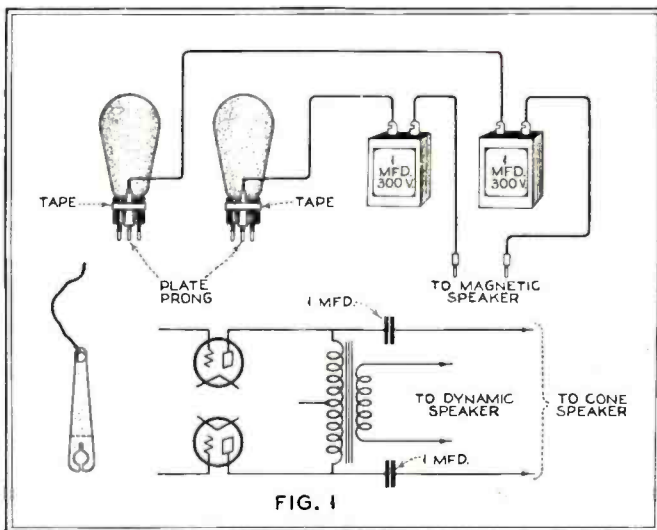 1
MFD.
300 V.
1
MFD.
300 V.
TAPE
TAPE
PLATE
PRONG
TO MAGNETIC
SPEAKER
1 MFD.
TO DYNAMIC
SPEAKER
TO CONE
SPEAKER
1 MFD.
FIG. 1